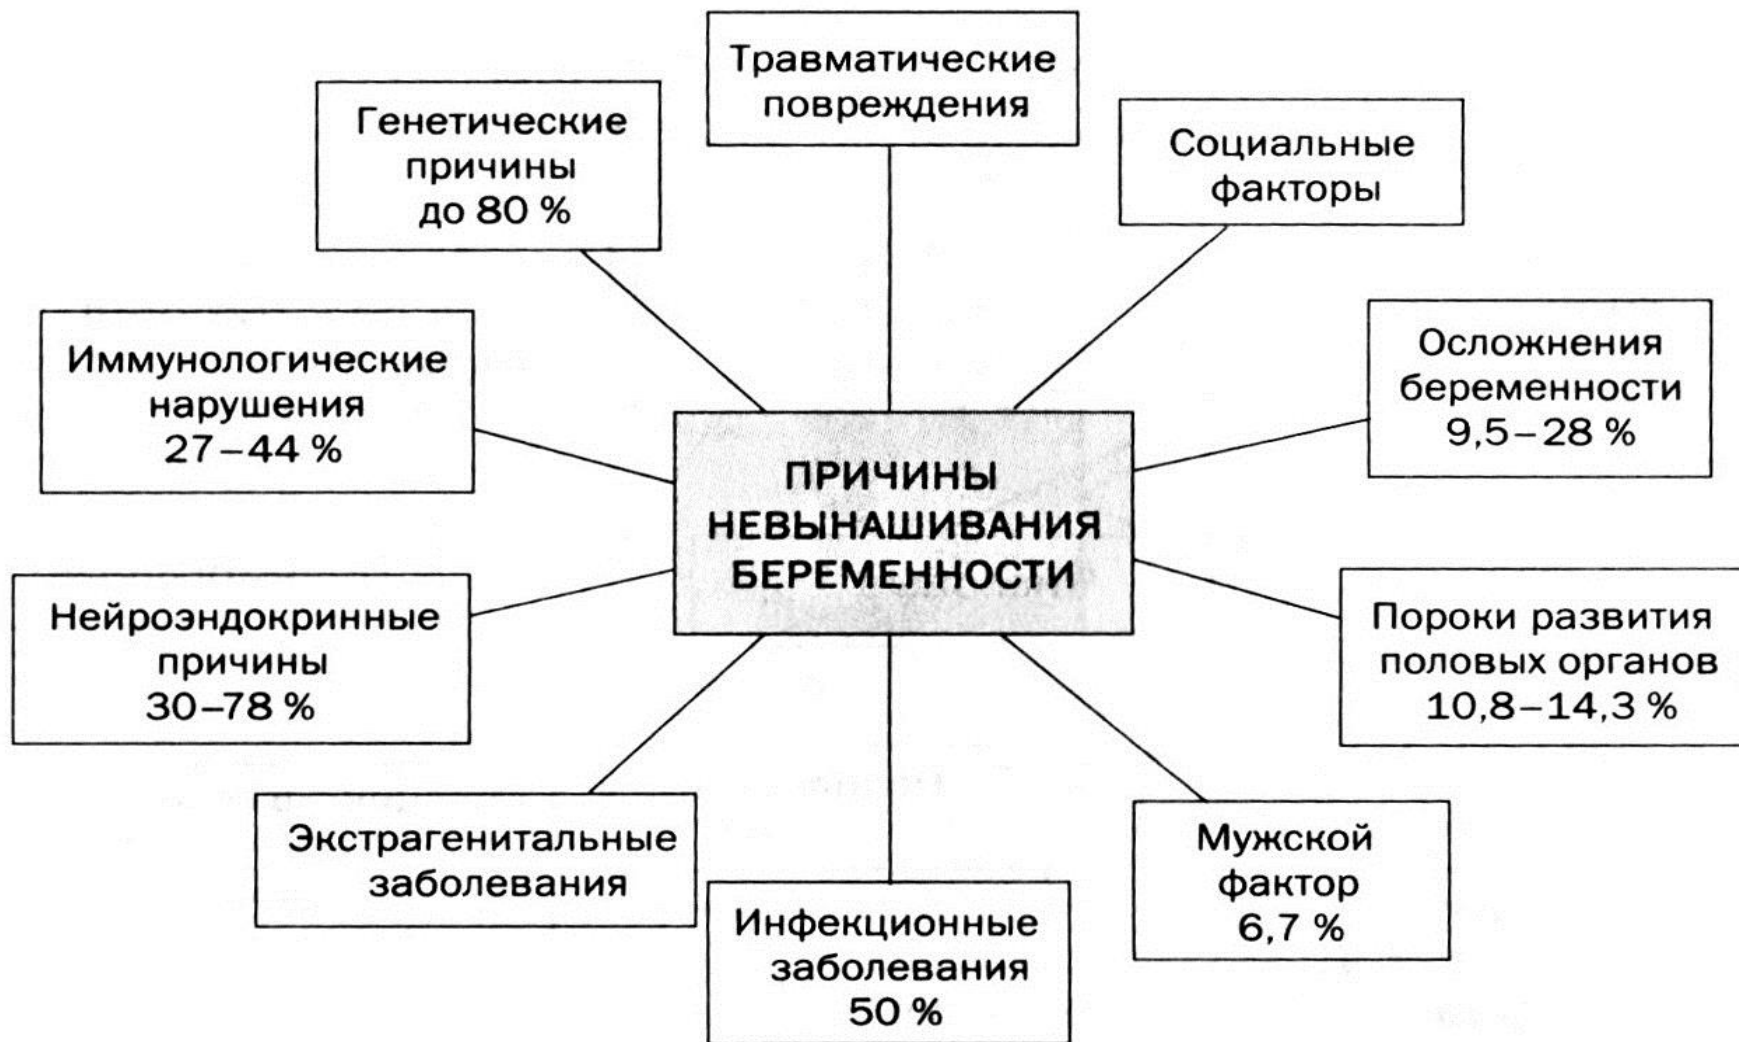 Травматические
повреждения
Генетические
причины
до 80 %
Социальные
факторы
Иммунологические
нарушения
27–44 %
Осложнения
беременности
9,5–28 %
ПРИЧИНЫ
НЕВЫНАШИВАНИЯ
БЕРЕМЕННОСТИ
Нейроэндокринные
причины
30–78 %
Пороки развития
половых органов
10,8–14,3 %
Экстрагенитальные
заболевания
Инфекционные
заболевания
50 %
Мужской
фактор
6,7 %